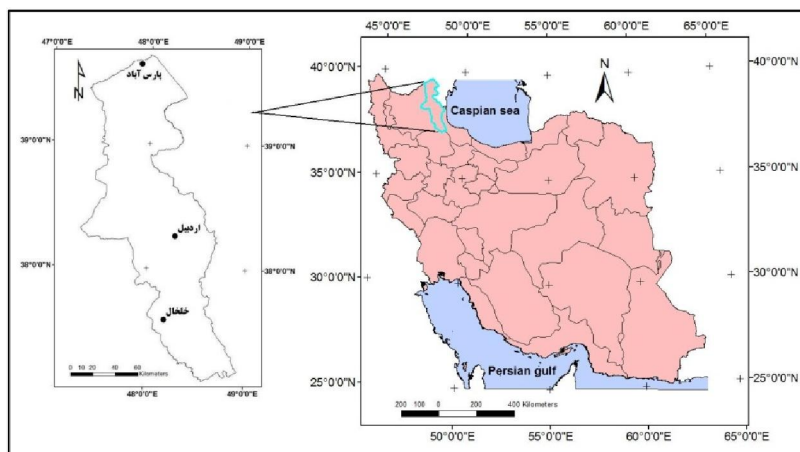 47°0'0"E 48°0'0"E 49°0'0"E
N
پارس آباد
39°0'0"N
39°0'0"N
اردبیل
38°0'0"N
38°0'0"N
خلخال
0 10 20 40 60
Kilometers
48°0'0"E 49°0'0"E
45°0'0"E 50°0'0"E 55°0'0"E 60°0'0"E 65°0'0"E
40°0'0"N
40°0'0"N
N
Caspian sea
35°0'0"N
35°0'0"N
30°0'0"N
30°0'0"N
Persian gulf
25°0'0"N
25°0'0"N
200 100 0 200 400 Kilometers
50°0'0"E 55°0'0"E 60°0'0"E 65°0'0"E